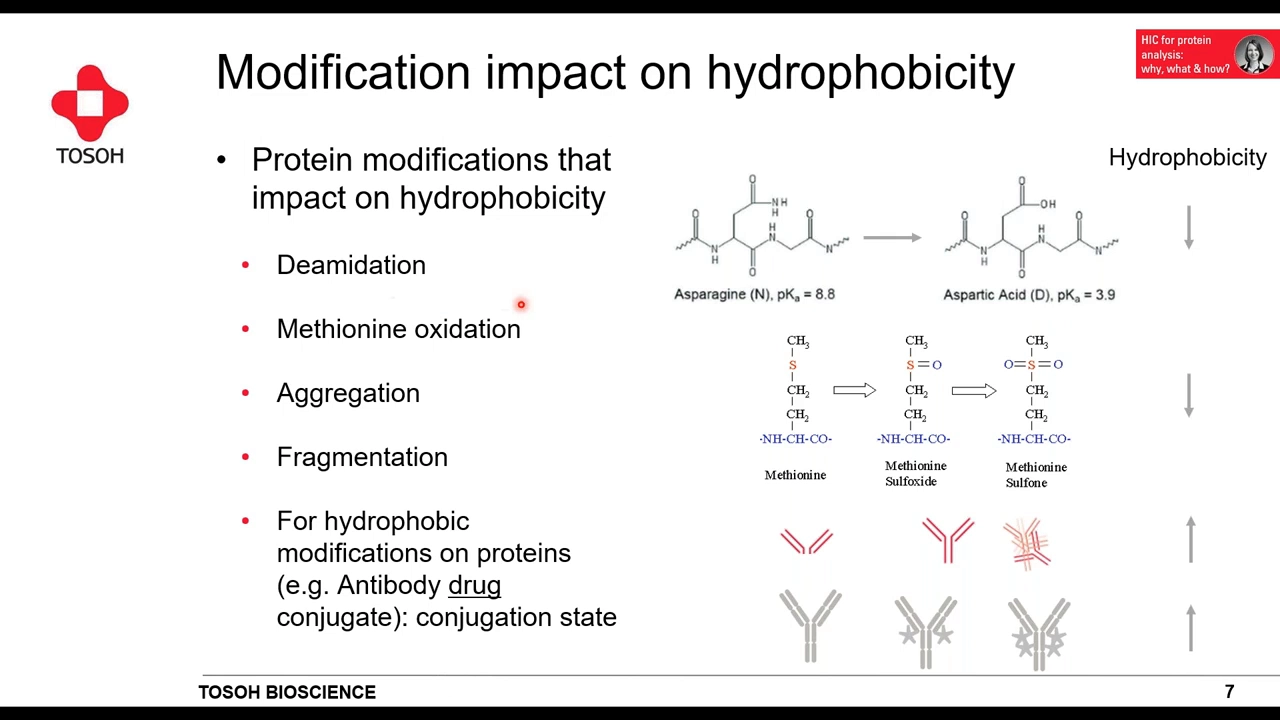 HIC for protein
analysis:
why, what & how?
Modification impact on hydrophobicity
TOSOH
• Protein modifications that
impact on hydrophobicity
• Deamidation
• Methionine oxidation
• Aggregation
• Fragmentation
• For hydrophobic
modifications on proteins
(e.g. Antibody drug
conjugate): conjugation state
Hydrophobicity
O
NH
H
O
H
N
O
N
H
O
N
Asparagine (N), pKa = 8.8
O
OH
O
H
N
O
N
H
O
N
Aspartic Acid (D), pKa = 3.9
CH3
S
CH2
CH2
-NH-CH-CO-
Methionine
CH3
S=O
CH2
CH2
-NH-CH-CO-
Methionine
Sulfoxide
CH3
O=S=O
CH2
CH2
-NH-CH-CO-
Methionine
Sulfone
TOSOH BIOSCIENCE
7